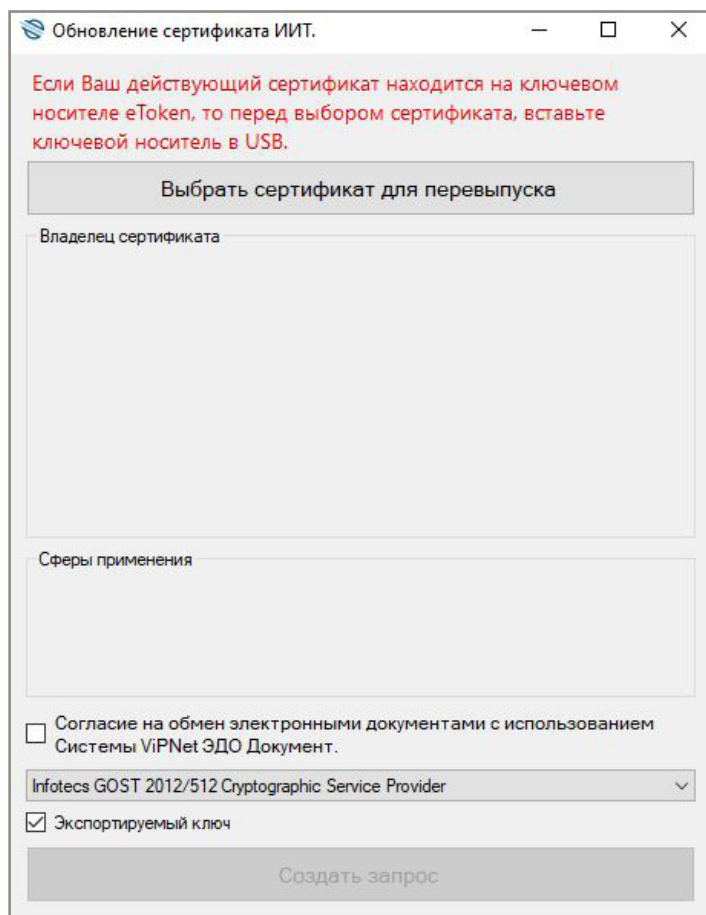 Обновление сертификата ИИТ.
Если Ваш действующий сертификат находится на ключевом
носителе eToken, то перед выбором сертификата, вставьте
ключевой носитель в USB.
Выбрать сертификат для перевыпуска
Владелец сертификата
Сферы применения
Согласие на обмен электронными документами с использованием
Системы ViPNet ЭДО Документ.
Infotecs GOST 2012/512 Cryptographic Service Provider
Экспортируемый ключ
Создать запрос